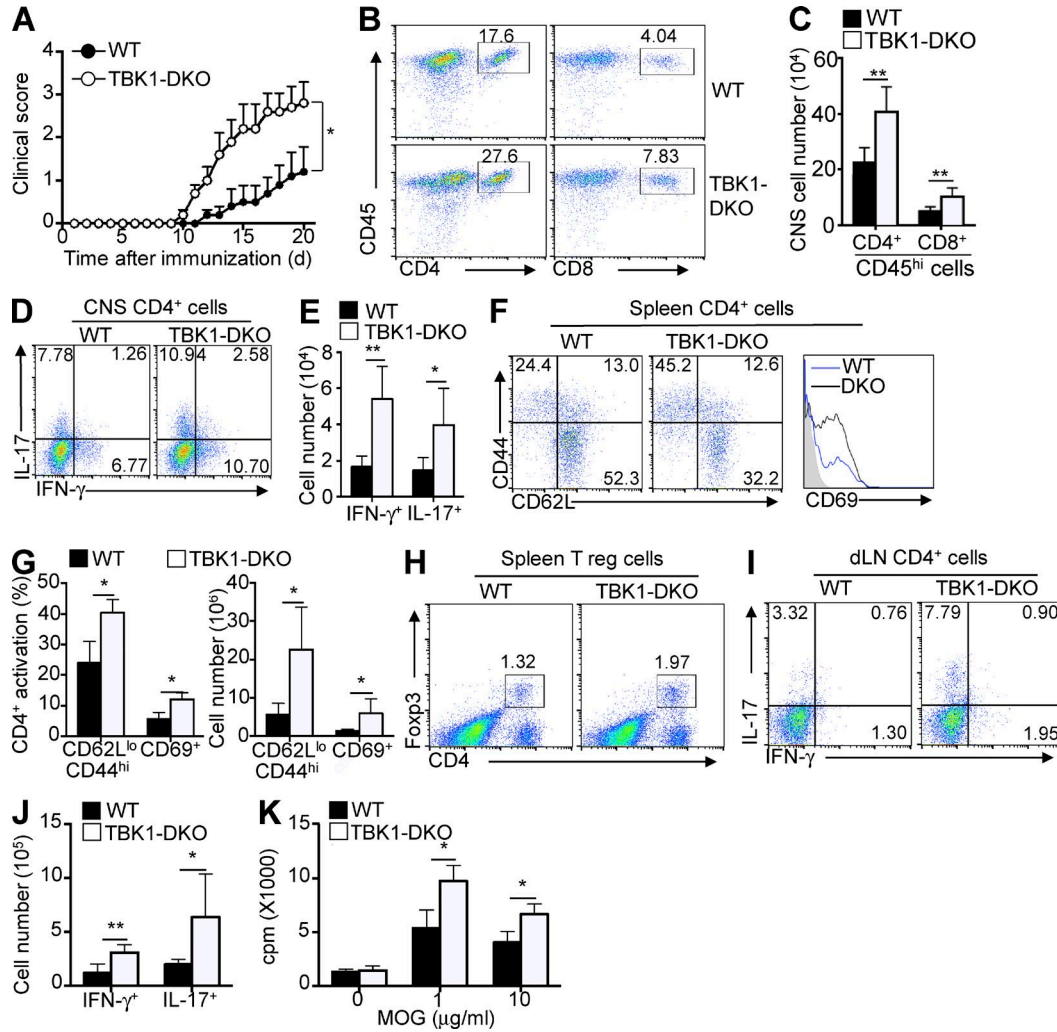 A
WT
TBK1-DKO
Clinical score
4
3
2
1
0
0 5 10 15 20
Time after immunization (d)
*
B
17.6 4.04
WT
27.6 7.83
TBK1-
DKO
CD45
CD4 CD8
C
WT
TBK1-DKO
CNS cell number (10⁴)
60
40
20
0
**
**
CD4⁺ CD8⁺
CD45ʰⁱ cells
D
CNS CD4⁺ cells
WT TBK1-DKO
7.78 1.26 10.94 2.58
6.77 10.70
IL-17
IFN-γ
E
WT
TBK1-DKO
Cell number (10⁴)
8
6
4
2
0
** *
IFN-γ⁺ IL-17⁺
F
Spleen CD4⁺ cells
WT TBK1-DKO
24.4 13.0 45.2 12.6
52.3 32.2
CD44
CD62L
WT
DKO
CD69
G
WT TBK1-DKO
CD4⁺ activation (%)
50
40
30
20
10
0
* *
CD62Lˡᵒ CD69⁺
CD44ʰⁱ
Cell number (10⁶)
40
30
20
10
0
* *
CD62Lˡᵒ CD69⁺
CD44ʰⁱ
H
Spleen T reg cells
WT TBK1-DKO
1.32 1.97
Foxp3
CD4
I
dLN CD4⁺ cells
WT TBK1-DKO
3.32 0.76 7.79 0.90
1.30 1.95
IL-17
IFN-γ
J
WT
TBK1-DKO
Cell number (10⁵)
15
10
5
0
** *
IFN-γ⁺ IL-17⁺
K
WT
TBK1-DKO
cpm (X1000)
15
10
5
0
* *
0 1 10
MOG (μg/ml)